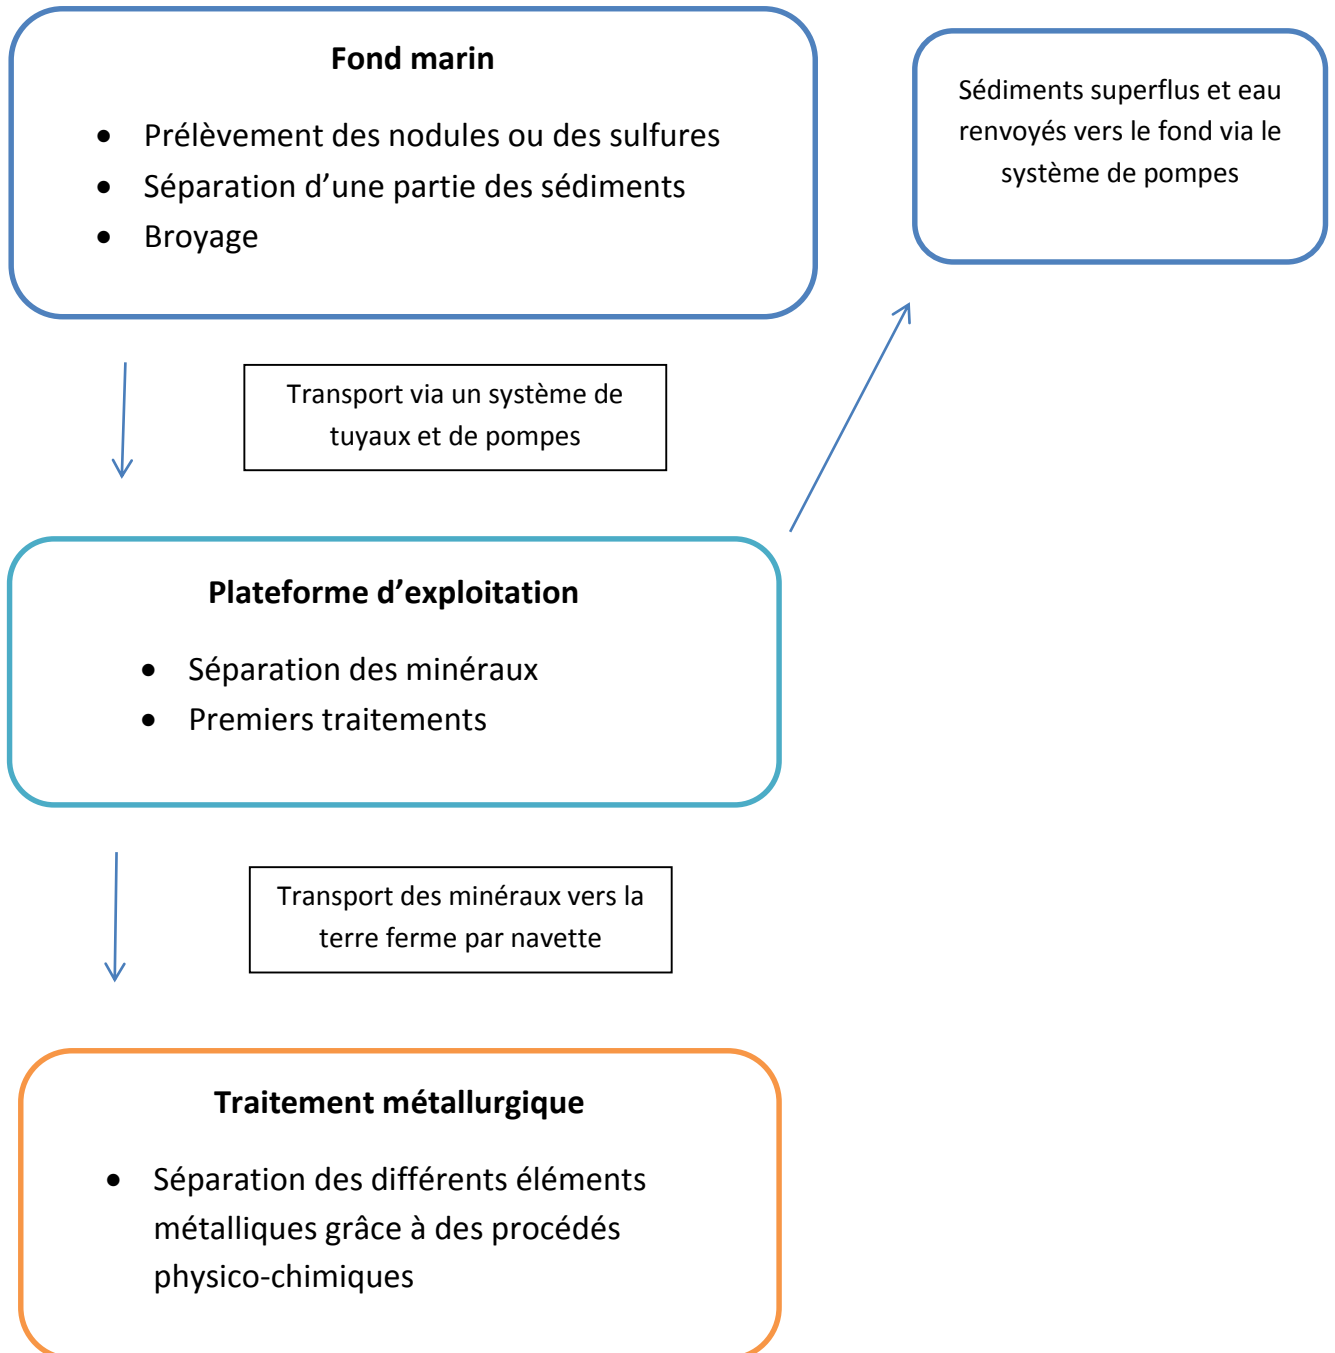 Fond marin
• Prélèvement des nodules ou des sulfures
• Séparation d’une partie des sédiments
• Broyage
Sédiments superflus et eau
renvoyés vers le fond via le
système de pompes
Transport via un système de
tuyaux et de pompes
Plateforme d’exploitation
• Séparation des minéraux
• Premiers traitements
Transport des minéraux vers la
terre ferme par navette
Traitement métallurgique
• Séparation des différents éléments
métalliques grâce à des procédés
physico-chimiques